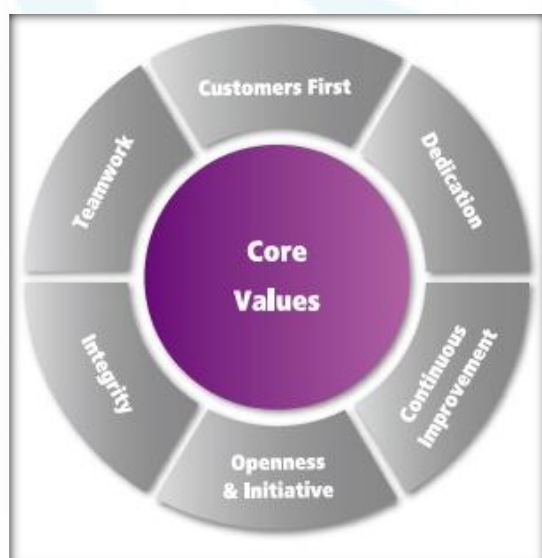 Customers First
Dedication
Continuous
Improvement
Openness
& Initiative
Integrity
Teamwork
Core
Values